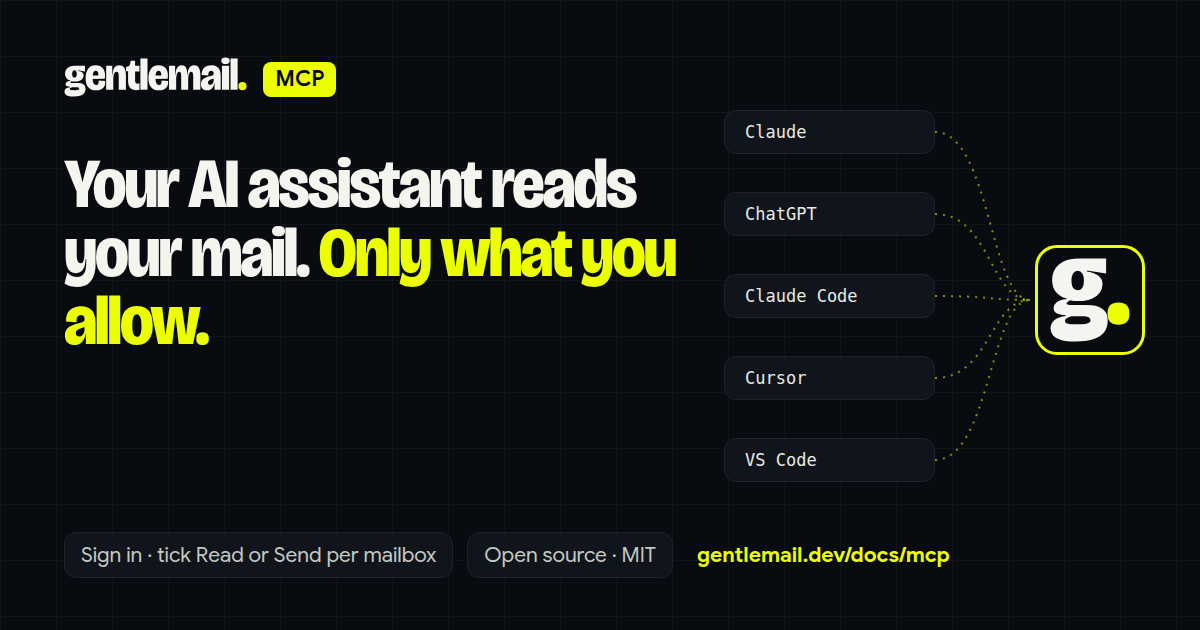 gentlemail. MCP
Your AI assistant reads
your mail. Only what you
allow.
Claude
ChatGPT
Claude Code
Cursor
VS Code
g.
Sign in · tick Read or Send per mailbox
Open source · MIT
gentlemail.dev/docs/mcp